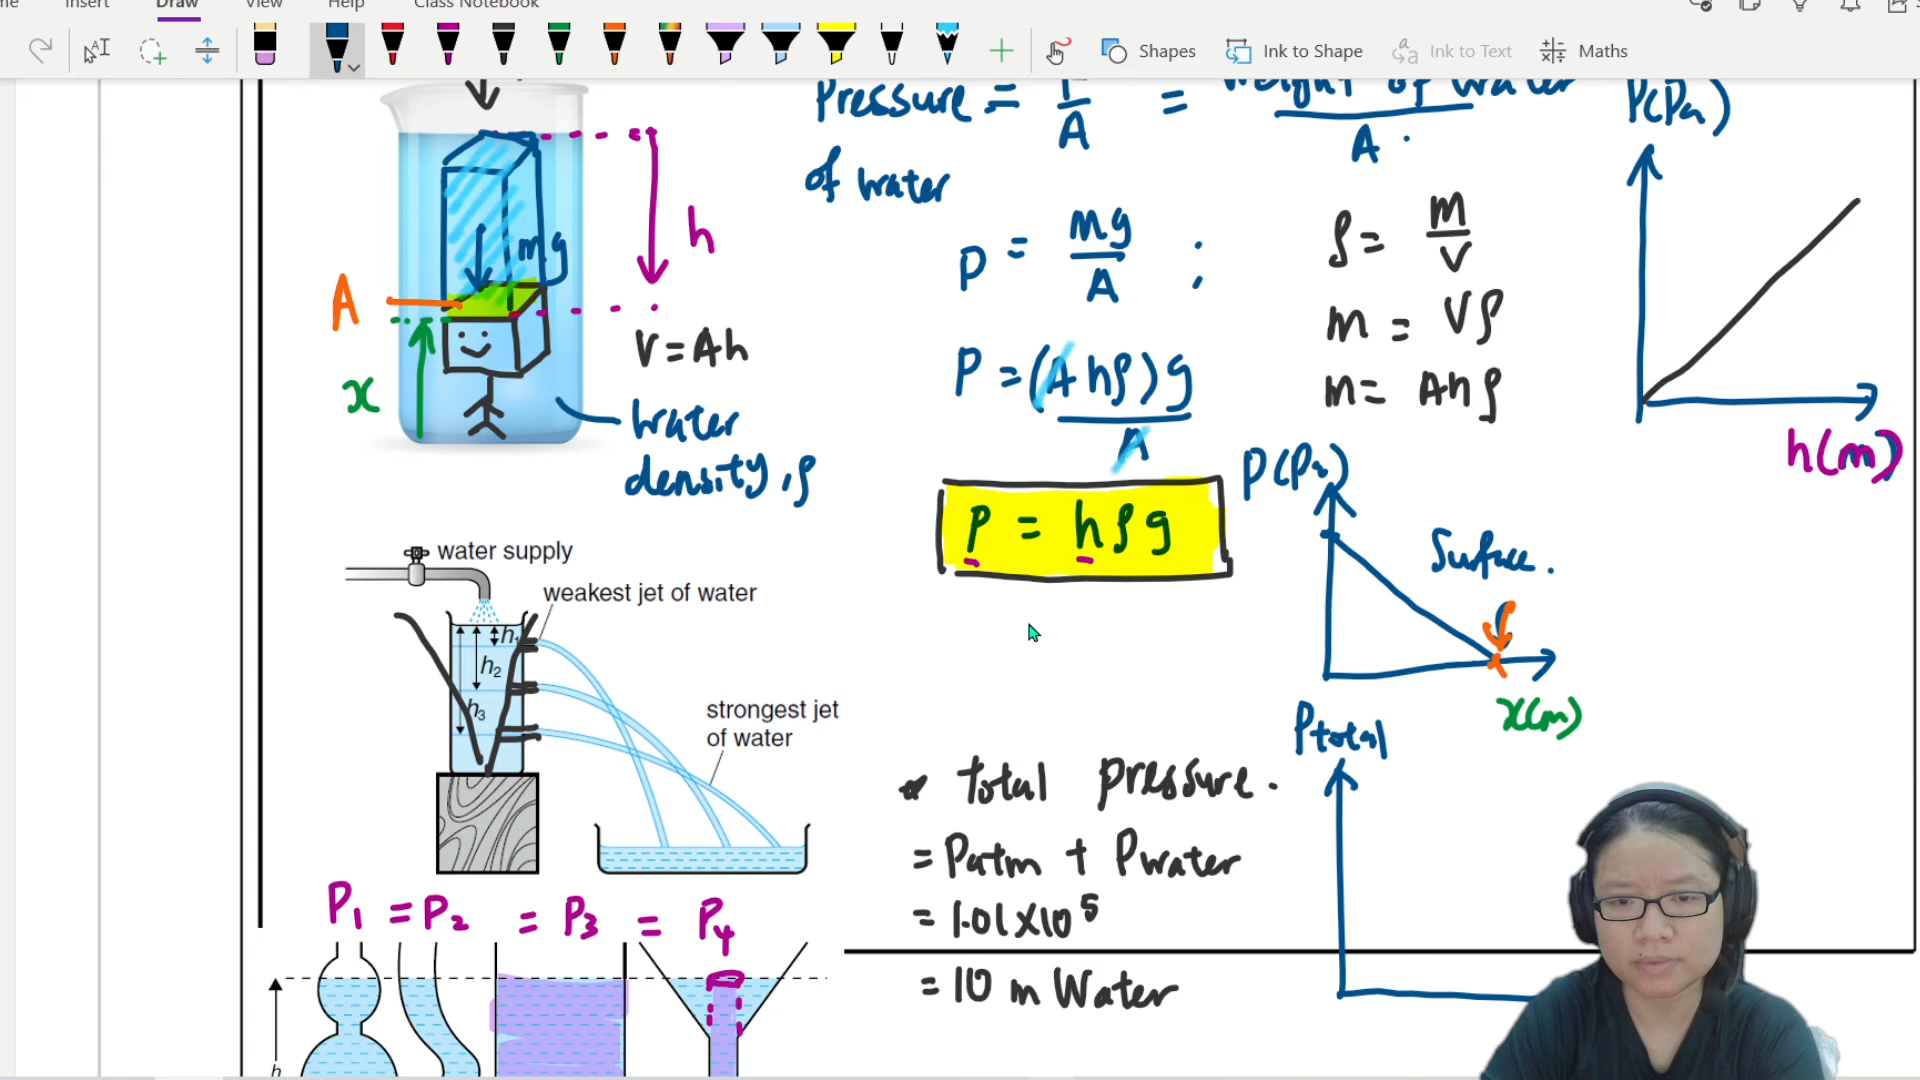 Insert Draw View Help Class Notebook
Shapes Ink to Shape Ink to Text Maths
Pressure = F/A = weight of water / A
of water
P = mg/A ;
P = (Ahρ)g / A
P = hρg
ρ = m/V
m = Vρ
m = Ahρ
P(Pa)
h(m)
P(Pa)
Surface.
x(m)
Ptotal
h
mg
A
x
V = Ah
water
density, ρ
water supply
weakest jet of water
h₁
h₂
h₃
strongest jet
of water
total pressure.
= Patm + Pwater
= 1.01×10⁵
= 10 m Water
P₁ = P₂ = P₃ = P₄
h